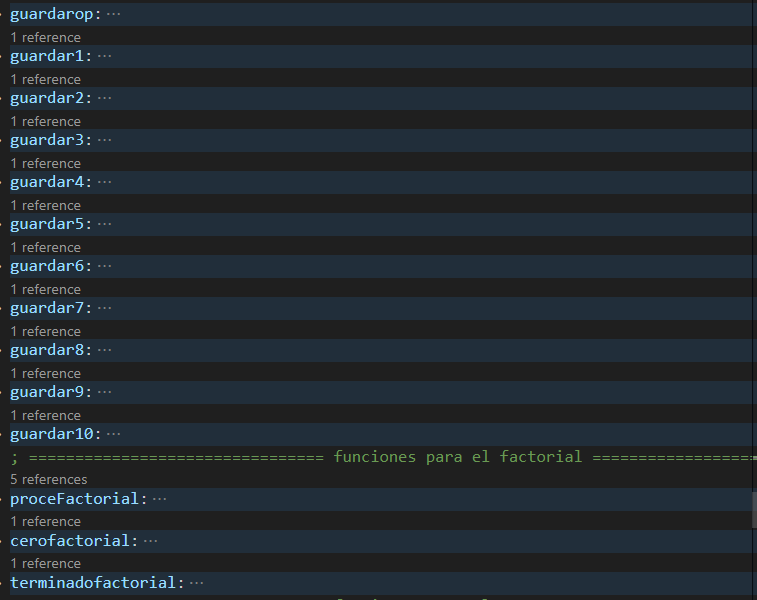 guardarop: ···
1 reference
guardar1: ···
1 reference
guardar2: ···
1 reference
guardar3: ···
1 reference
guardar4: ···
1 reference
guardar5: ···
1 reference
guardar6: ···
1 reference
guardar7: ···
1 reference
guardar8: ···
1 reference
guardar9: ···
1 reference
guardar10: ···
; ================================ funciones para el factorial ==================
5 references
proceFactorial: ···
1 reference
cerofactorial: ···
1 reference
terminadofactorial: ···